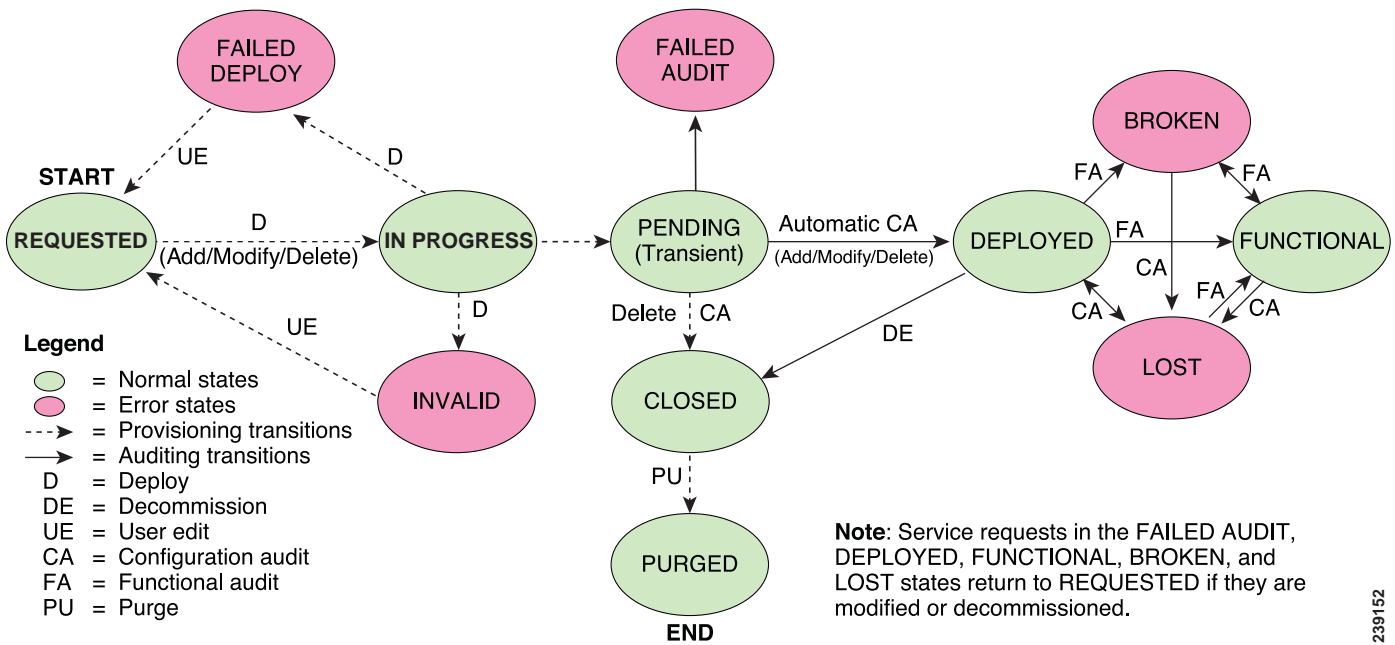 FAILED
DEPLOY
FAILED
AUDIT
BROKEN
UE
D
START
REQUESTED
D
(Add/Modify/Delete)
IN PROGRESS
PENDING
(Transient)
Automatic CA
(Add/Modify/Delete)
DEPLOYED
FA
FA
FA
FUNCTIONAL
CA
FA
CA
CA
LOST
UE
D
Delete
CA
DE
INVALID
CLOSED
PU
PURGED
END
Legend
= Normal states
= Error states
= Provisioning transitions
= Auditing transitions
D = Deploy
DE = Decommission
UE = User edit
CA = Configuration audit
FA = Functional audit
PU = Purge
Note: Service requests in the FAILED AUDIT,
DEPLOYED, FUNCTIONAL, BROKEN, and
LOST states return to REQUESTED if they are
modified or decommissioned.
239152